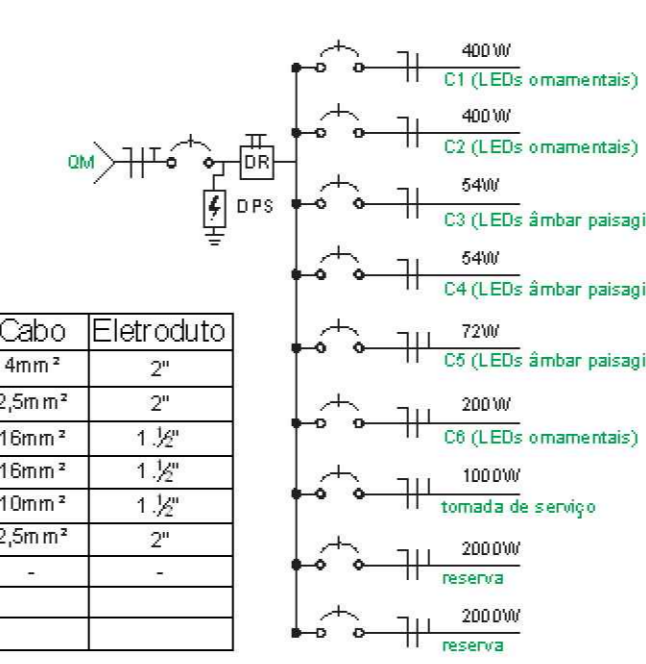 400W
C1 (LEDs ornamentais)
400W
C2 (LEDs ornamentais)
QM
DR
DPS
54W
C3 (LEDs âmbar paisagi
54W
C4 (LEDs âmbar paisagi
72W
C5 (LEDs âmbar paisagi
200W
C6 (LEDs ornamentais)
1000W
tomada de serviço
2000W
reserva
2000W
reserva
Cabo Eletroduto
4mm² 2"
2,5mm² 2"
16mm² 1.½"
16mm² 1.½"
10mm² 1.½"
2,5mm² 2"
- -